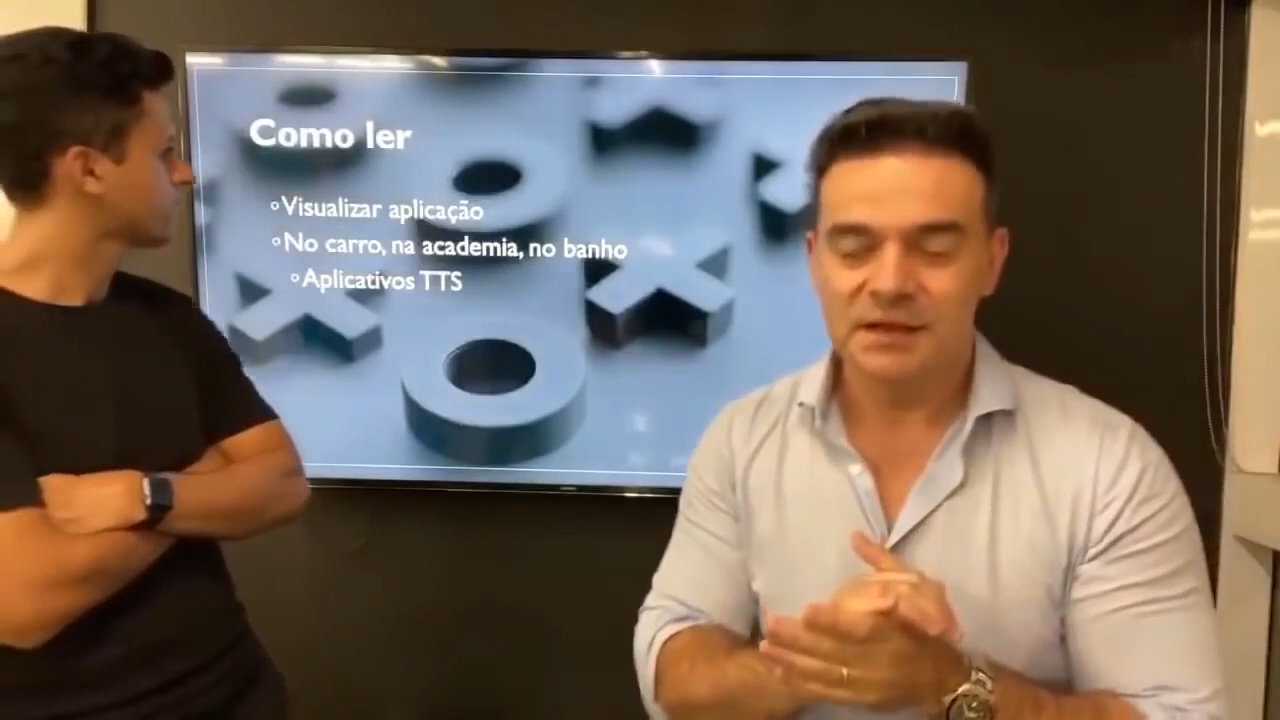 Como ler
Visualizar aplicação
No carro, na academia, no banho
Aplicativos TTS